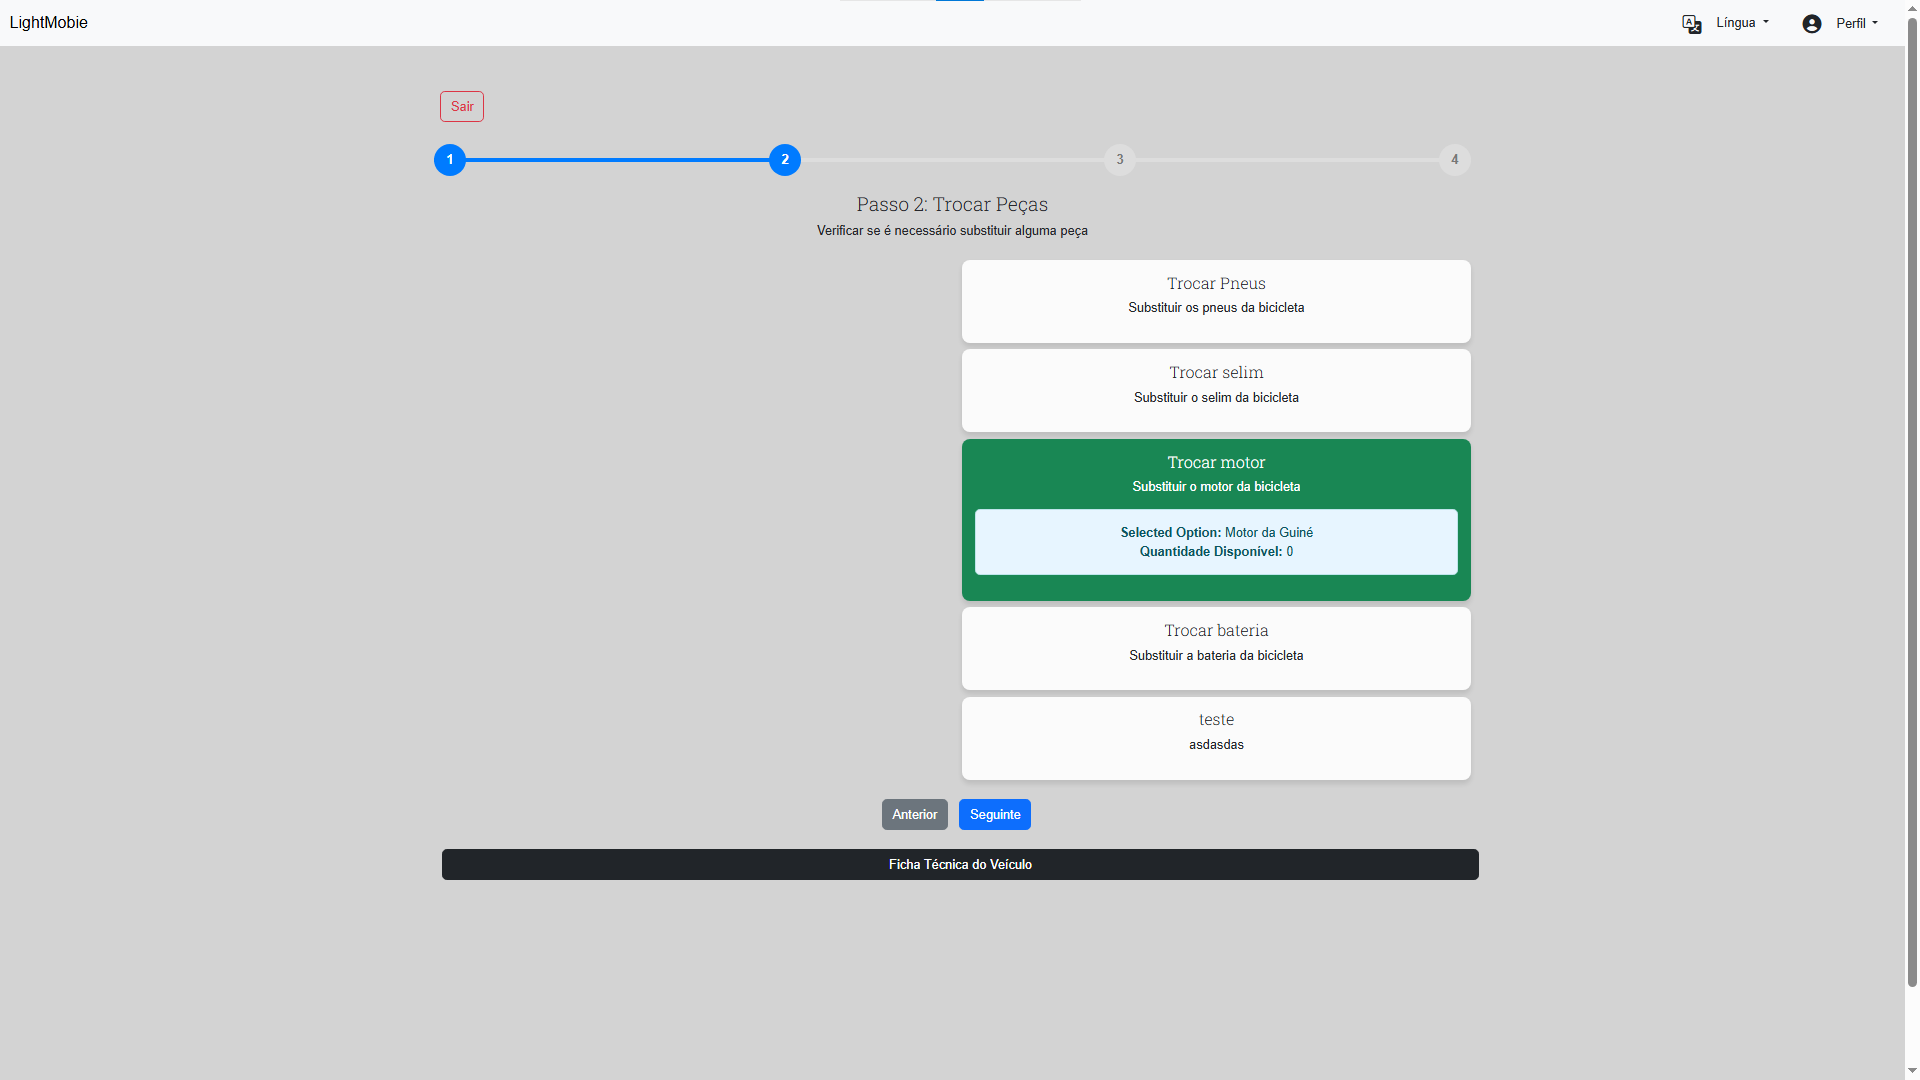 LightMobie
Língua
Perfil
Sair
1
2
3
4
Passo 2: Trocar Peças
Verificar se é necessário substituir alguma peça
Trocar Pneus
Substituir os pneus da bicicleta
Trocar selim
Substituir o selim da bicicleta
Trocar motor
Substituir o motor da bicicleta
Selected Option: Motor da Guiné
Quantidade Disponível: 0
Trocar bateria
Substituir a bateria da bicicleta
teste
asdasdas
Anterior
Seguinte
Ficha Técnica do Veículo